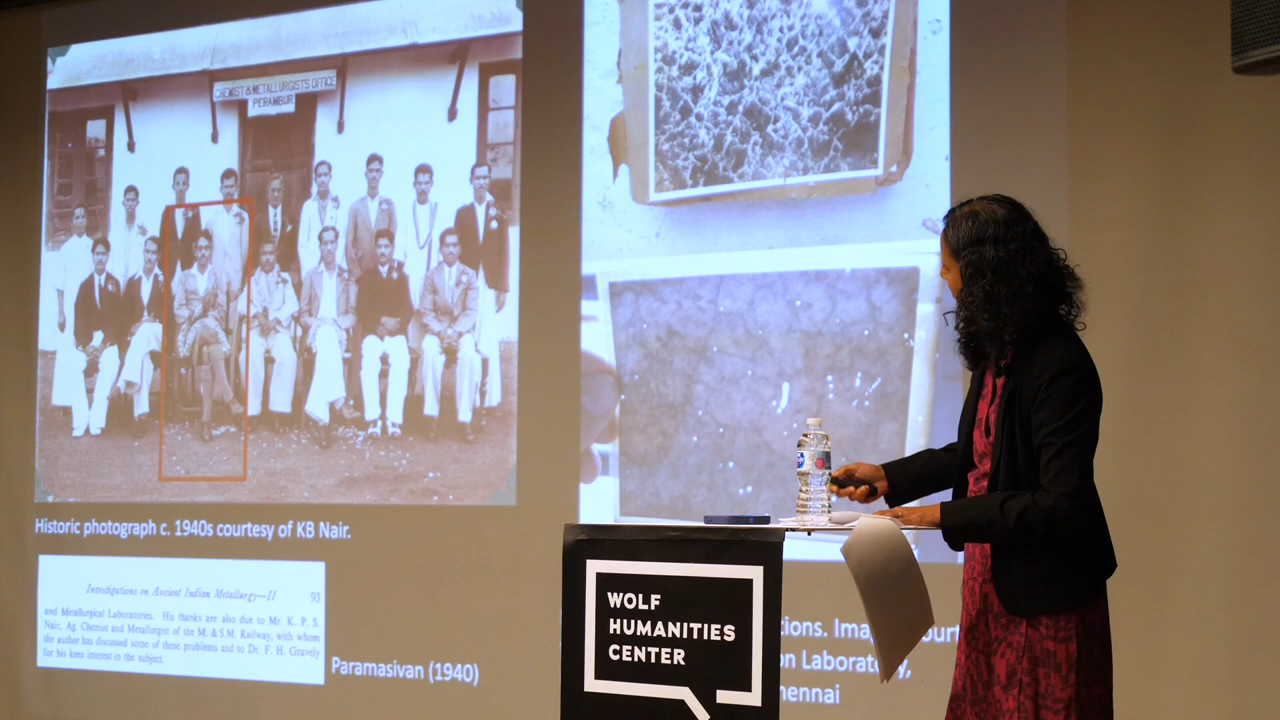 CHEMIST & METALLURGISTS OFFICE
PERAMBUR
Historic photograph c. 1940s courtesy of KB Nair.
Investigations on Ancient Indian Metallurgy—II 93
and Metallurgical Laboratories. His thanks are also due to Mr. K. P. S.
Nair, Ag. Chemist and Metallurgist of the M. & S.M. Railway, with whom
the author has discussed some of these problems and to Dr. F. H. Gravely
for his keen interest in the subject.
Paramasivan (1940)
WOLF
HUMANITIES
CENTER
tions. Ima court
on Laboratory,
hennai